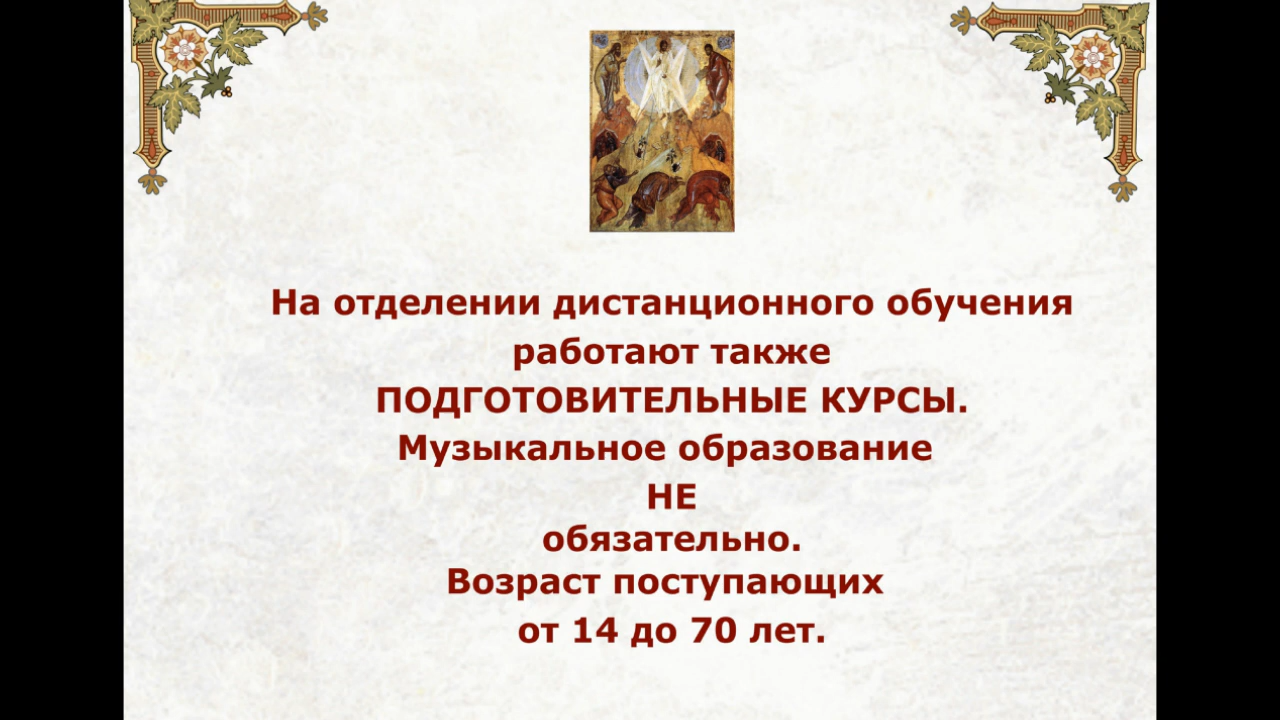 На отделении дистанционного обучения
работают также
ПОДГОТОВИТЕЛЬНЫЕ КУРСЫ.
Музыкальное образование
НЕ
обязательно.
Возраст поступающих
от 14 до 70 лет.